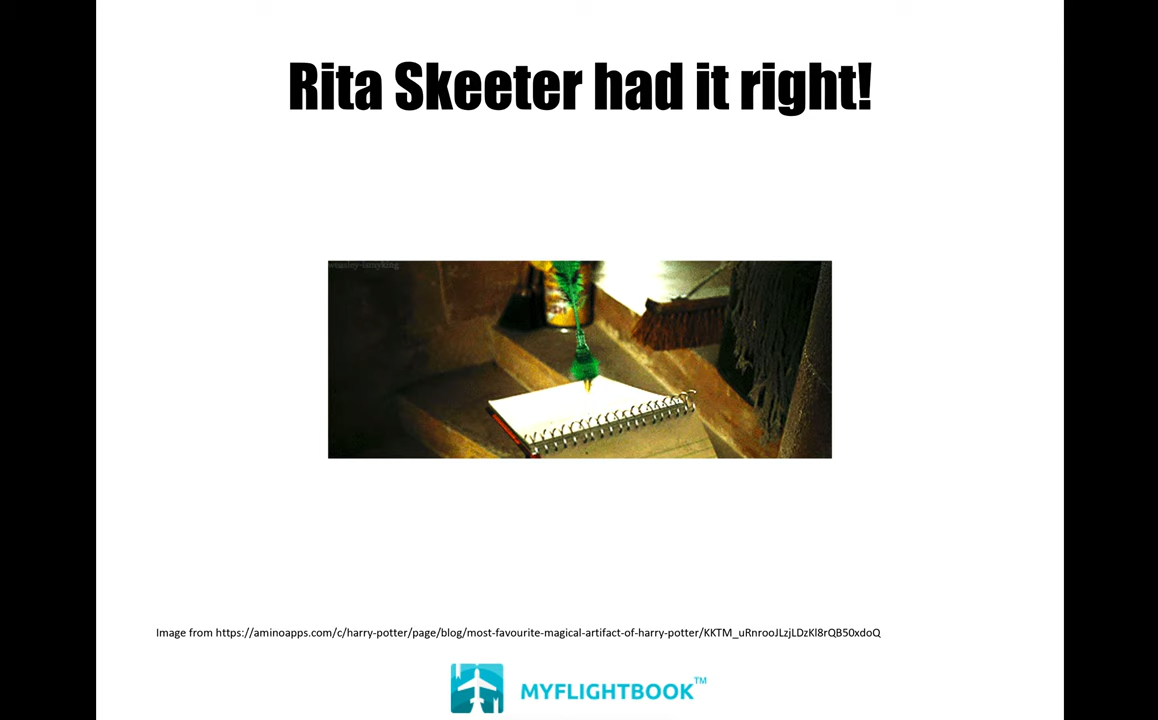 Rita Skeeter had it right!
Image from https://aminoapps.com/c/harry-potter/page/blog/most-favourite-magical-artifact-of-harry-potter/KKTM_uRnrooJLzjLDzKl8rQB50xdoQ
MYFLIGHTBOOK™